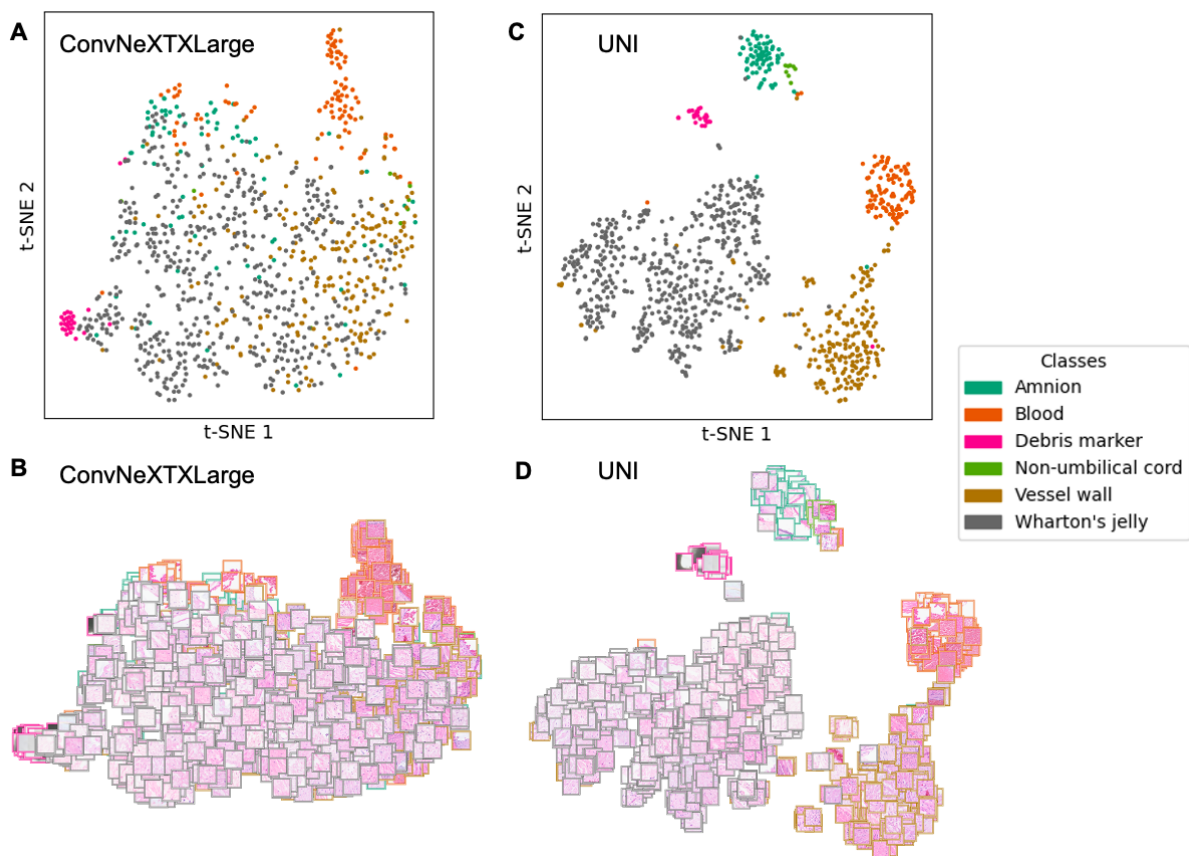 A
ConvNeXTXLarge
t-SNE 2
t-SNE 1
C
UNI
t-SNE 2
t-SNE 1
Classes
Amnion
Blood
Debris marker
Non-umbilical cord
Vessel wall
Wharton's jelly
B
ConvNeXTXLarge
D
UNI